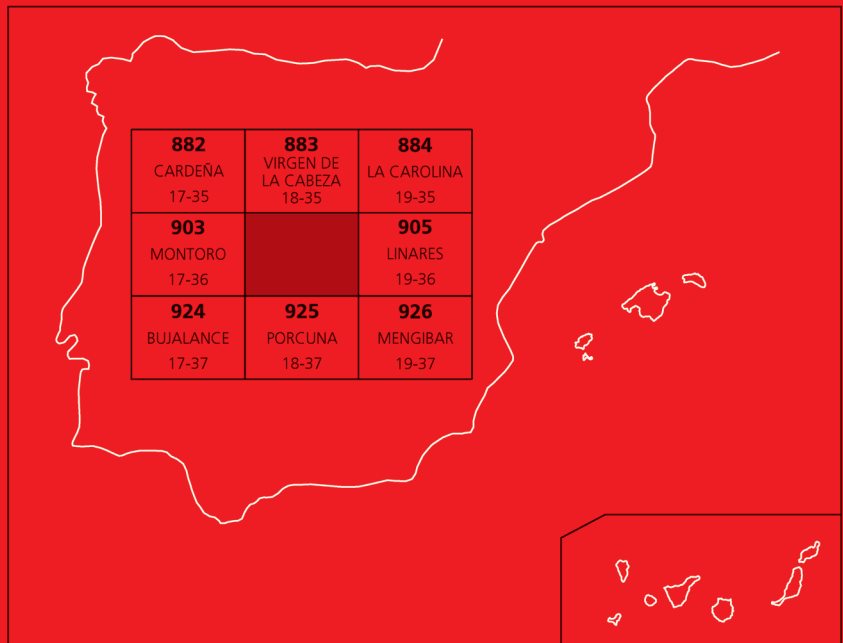 882
CARDEÑA
17-35
883
VIRGEN DE
LA CABEZA
18-35
884
LA CAROLINA
19-35
903
MONTORO
17-36
905
LINARES
19-36
924
BUJALANCE
17-37
925
PORCUNA
18-37
926
MENGIBAR
19-37